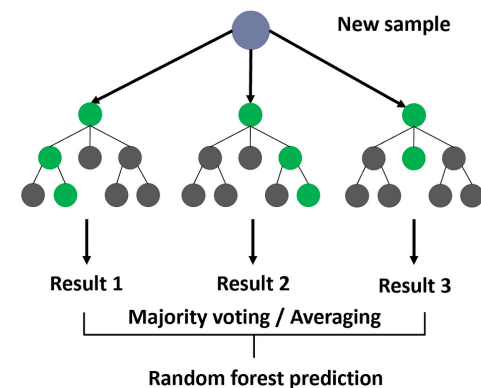 New sample
Result 1
Result 2
Result 3
Majority voting / Averaging
Random forest prediction